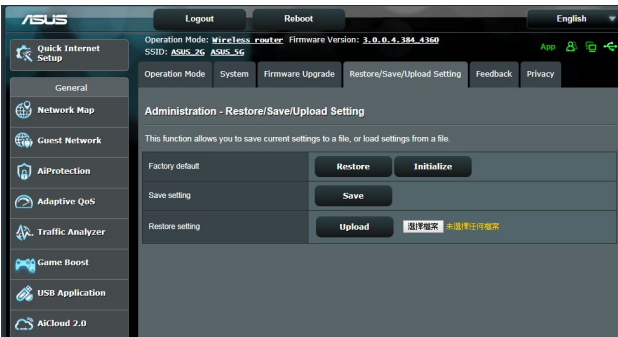 ASUS
Logout
Reboot
English
Operation Mode: Wireless router Firmware Version: 3.0.0.4.384_4360
SSID: ASUS_2G ASUS_5G
App
Quick Internet
Setup
Operation Mode System Firmware Upgrade Restore/Save/Upload Setting Feedback Privacy
General
Network Map
Guest Network
AiProtection
Adaptive QoS
Traffic Analyzer
Game Boost
USB Application
AiCloud 2.0
Administration - Restore/Save/Upload Setting
This function allows you to save current settings to a file, or load settings from a file.
Factory default Restore Initialize
Save setting Save
Restore setting Upload 選擇檔案 未選擇任何檔案